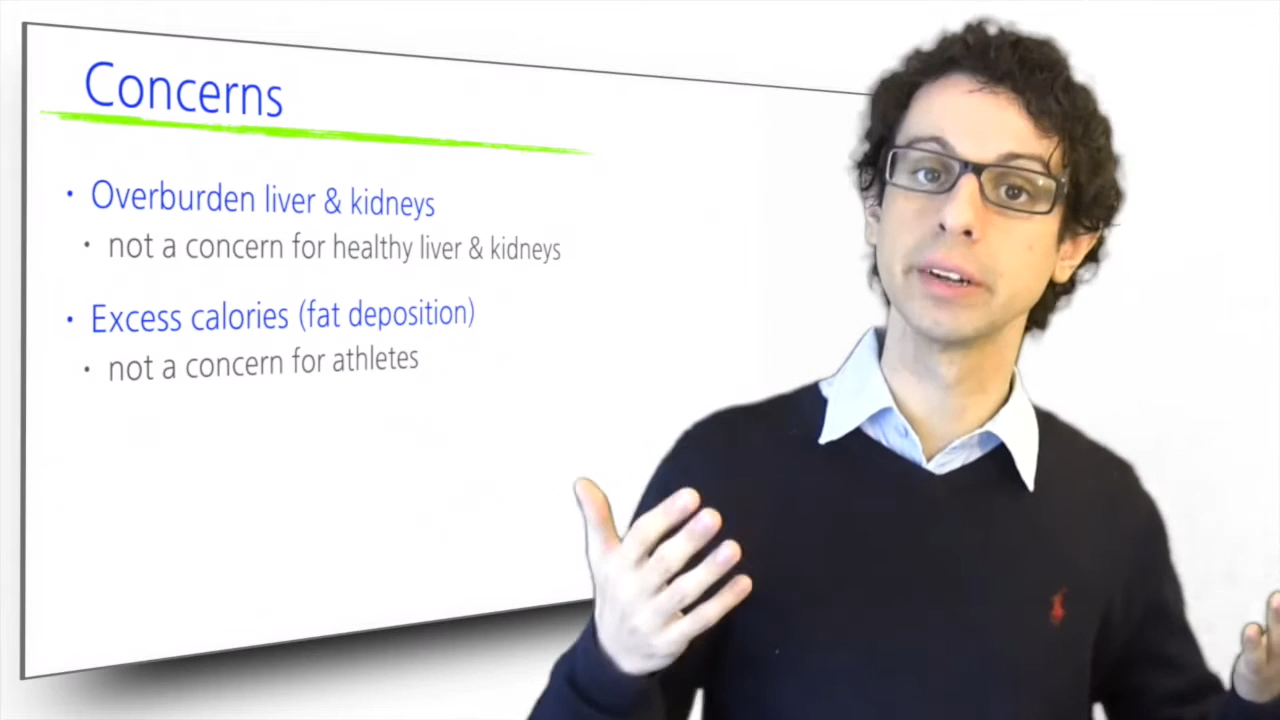 Concerns
• Overburden liver & kidneys
• not a concern for healthy liver & kidneys
• Excess calories (fat deposition)
• not a concern for athletes